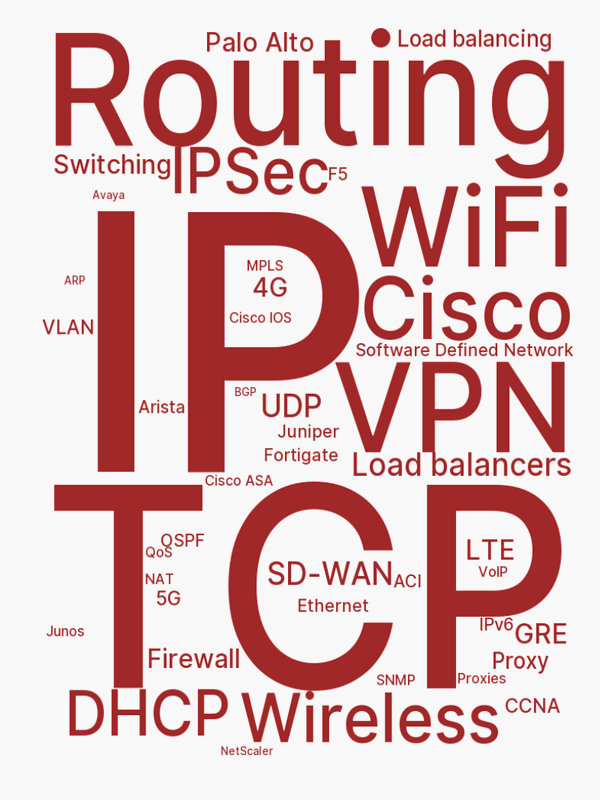 Palo Alto
● Load balancing
Routing
Switching
IPSec
F5
Avaya
WiFi
IP
MPLS
ARP
4G
Cisco
Cisco IOS
VLAN
Software Defined Network
VPN
BGP
Arista
UDP
Juniper
Fortigate
Load balancers
Cisco ASA
TCP
OSPF
QoS
LTE
SD-WAN
VoIP
NAT
ACI
5G
Ethernet
IPv6
Junos
GRE
Firewall
Proxy
SNMP
Proxies
DHCP
Wireless
CCNA
NetScaler